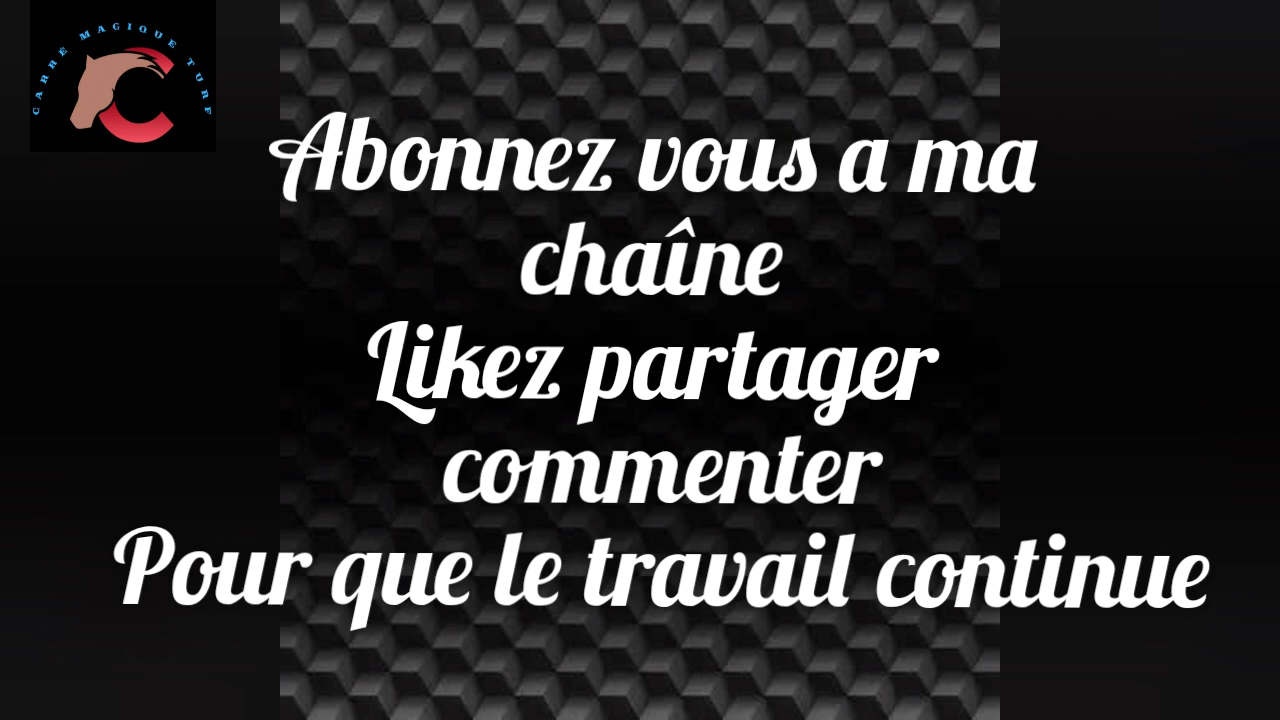 CARRÉ MAGIQUE TURF
Abonnez vous a ma
chaîne
Likez partager
commenter
Pour que le travail continue